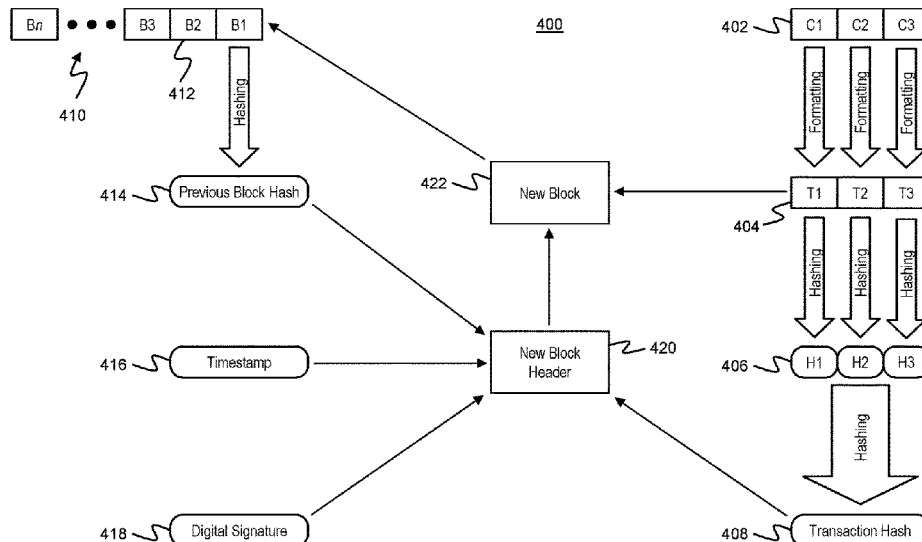 Bn B3 B2 B1
400
402 C1 C2 C3
410
412
Hashing
Formatting Formatting Formatting
414 Previous Block Hash
422 New Block
T1 T2 T3
404
Hashing Hashing Hashing
416 Timestamp
New Block
Header
420
406 H1 H2 H3
Hashing
418 Digital Signature
408 Transaction Hash